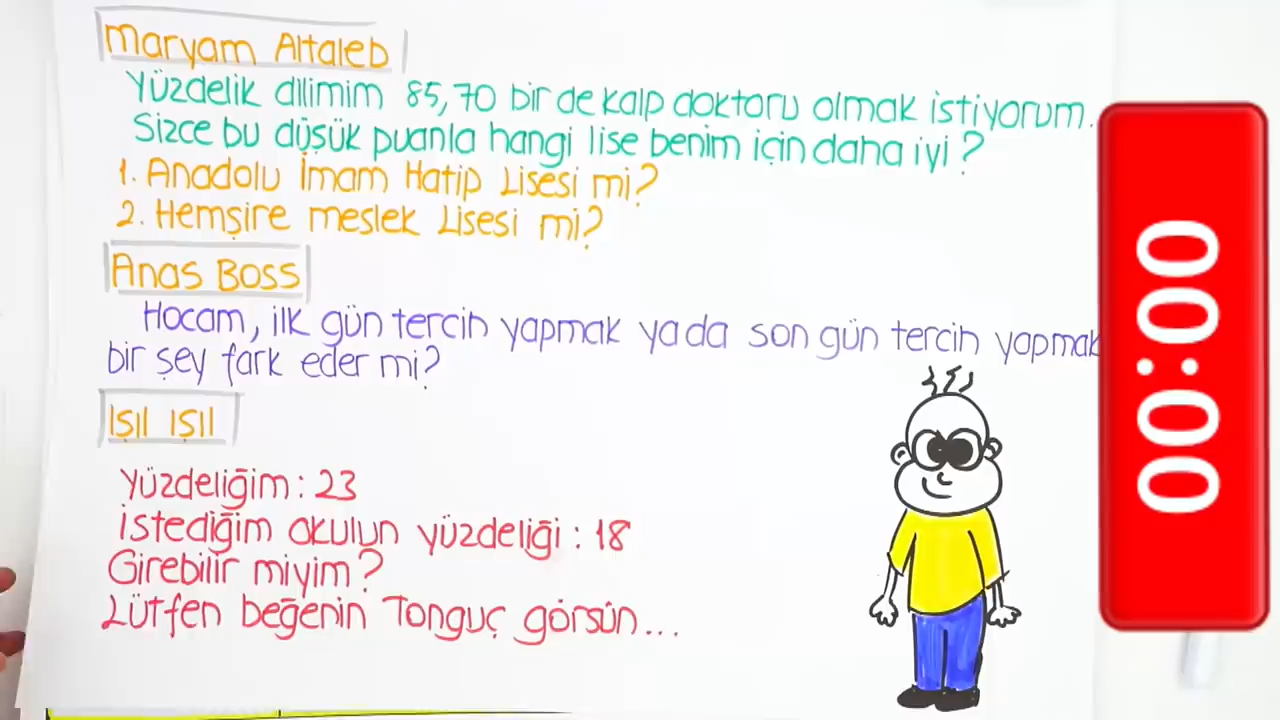 Maryam Altaleb
Yüzdelik dilimim 85,70 bir de kalp doktoru olmak istiyorum.
Sizce bu düşük puanla hangi lise benim için daha iyi?
1. Anadolu İmam Hatip Lisesi mi?
2. Hemşire meslek Lisesi mi?
Anas Boss
Hocam, ilk gün tercih yapmak ya da son gün tercih yapmak
bir şey fark eder mi?
Işıl ışıl
Yüzdeliğim : 23
İstediğim okulun yüzdeliği : 18
Girebilir miyim?
Lütfen beğenin Tonguç görsün...
00:00